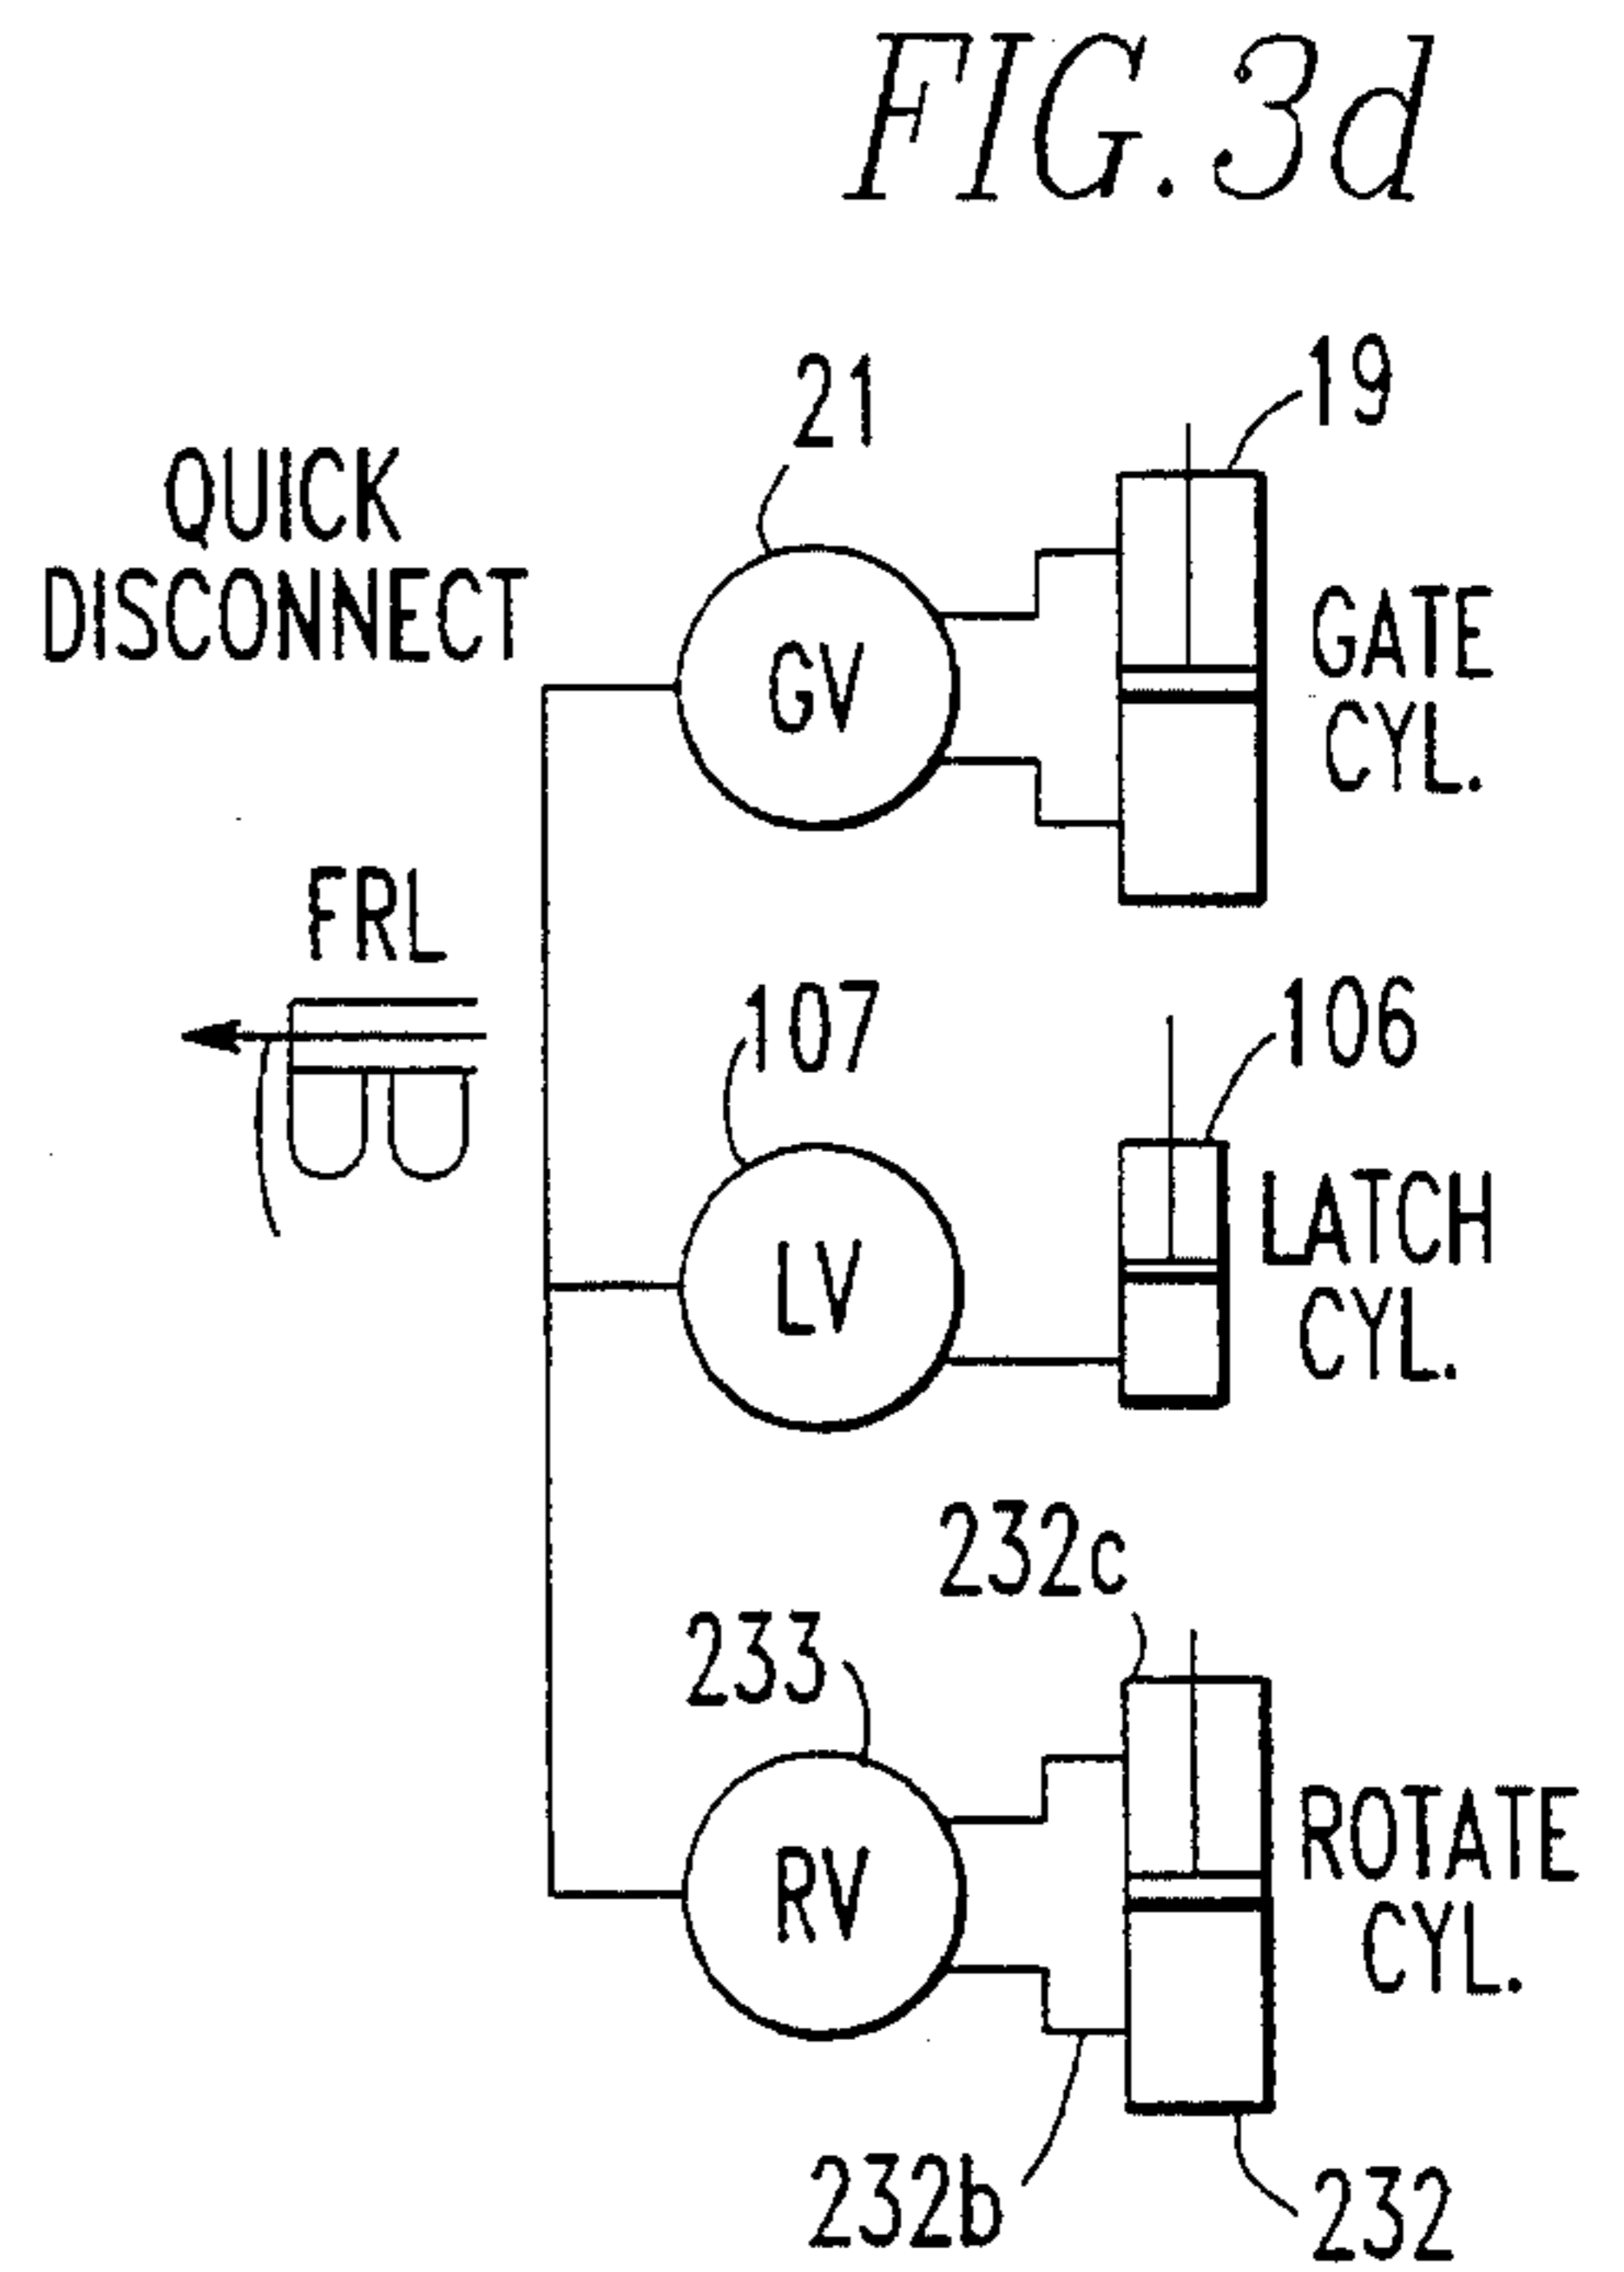 FIG. 3d
21
19
QUICK
DISCONNECT
GV
GATE
CYL.
FRL
107
106
LV
LATCH
CYL.
232c
233
RV
ROTATE
CYL.
232b
232